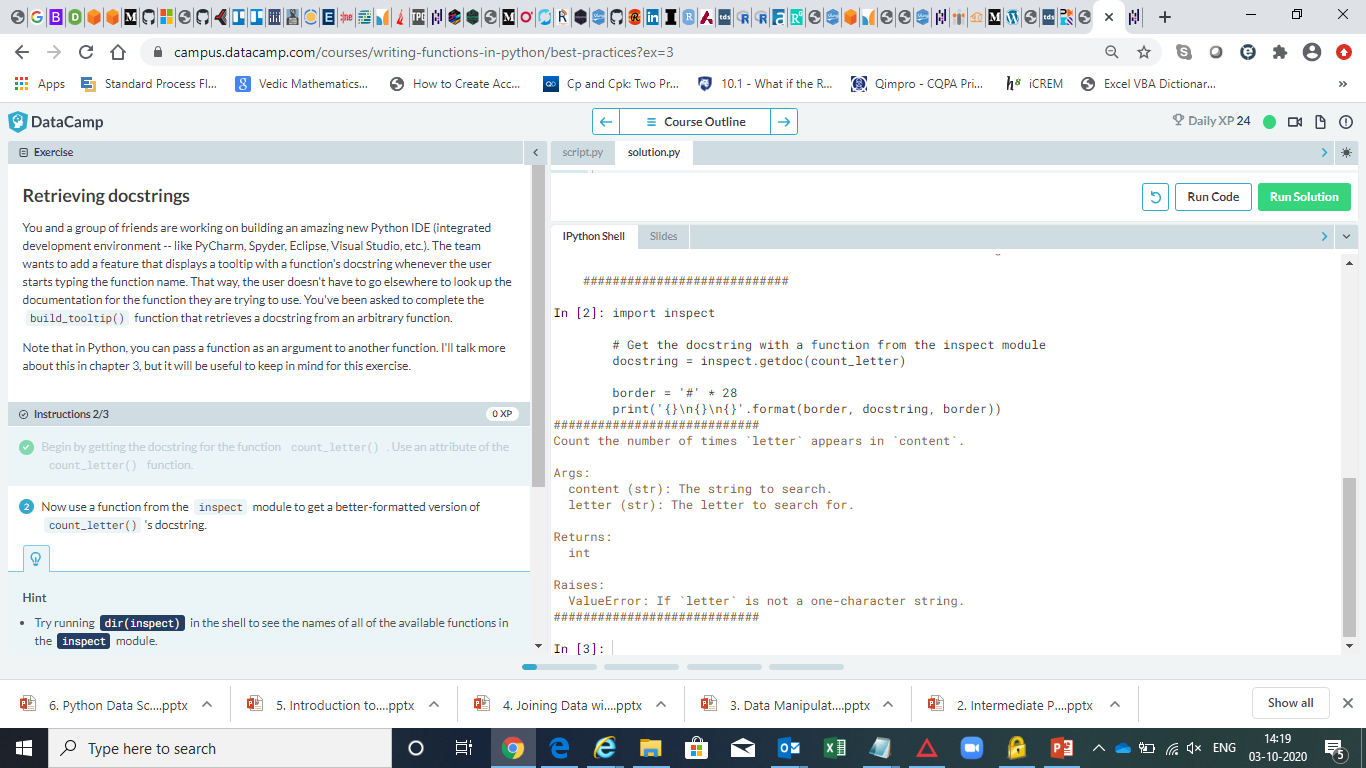 campus.datacamp.com/courses/writing-functions-in-python/best-practices?ex=3
Apps Standard Process Fl... Vedic Mathematics... How to Create Acc... Cp and Cpk: Two Pr... 10.1 - What if the R... Qimpro - CQPA Pri... iCREM Excel VBA Dictionar...
DataCamp
Course Outline
Daily XP 24
Exercise
Retrieving docstrings
You and a group of friends are working on building an amazing new Python IDE (integrated
development environment -- like PyCharm, Spyder, Eclipse, Visual Studio, etc.). The team
wants to add a feature that displays a tooltip with a function's docstring whenever the user
starts typing the function name. That way, the user doesn't have to go elsewhere to look up the
documentation for the function they are trying to use. You've been asked to complete the
build_tooltip() function that retrieves a docstring from an arbitrary function.
Note that in Python, you can pass a function as an argument to another function. I'll talk more
about this in chapter 3, but it will be useful to keep in mind for this exercise.
Instructions 2/3 0 XP
Begin by getting the docstring for the function count_letter() . Use an attribute of the
count_letter() function.
2 Now use a function from the inspect module to get a better-formatted version of
count_letter() 's docstring.
Hint
• Try running dir(inspect) in the shell to see the names of all of the available functions in
the inspect module.
script.py solution.py
Run Code Run Solution
IPython Shell Slides
############################
In [2]: import inspect
# Get the docstring with a function from the inspect module
docstring = inspect.getdoc(count_letter)
border = '#' * 28
print('{}\n{}\n{}'.format(border, docstring, border))
############################
Count the number of times `letter` appears in `content`.
Args:
content (str): The string to search.
letter (str): The letter to search for.
Returns:
int
Raises:
ValueError: If `letter` is not a one-character string.
############################
In [3]:
6. Python Data Sc....pptx 5. Introduction to....pptx 4. Joining Data wi....pptx 3. Data Manipulat....pptx 2. Intermediate P....pptx Show all
Type here to search
ENG
14:19
03-10-2020
5